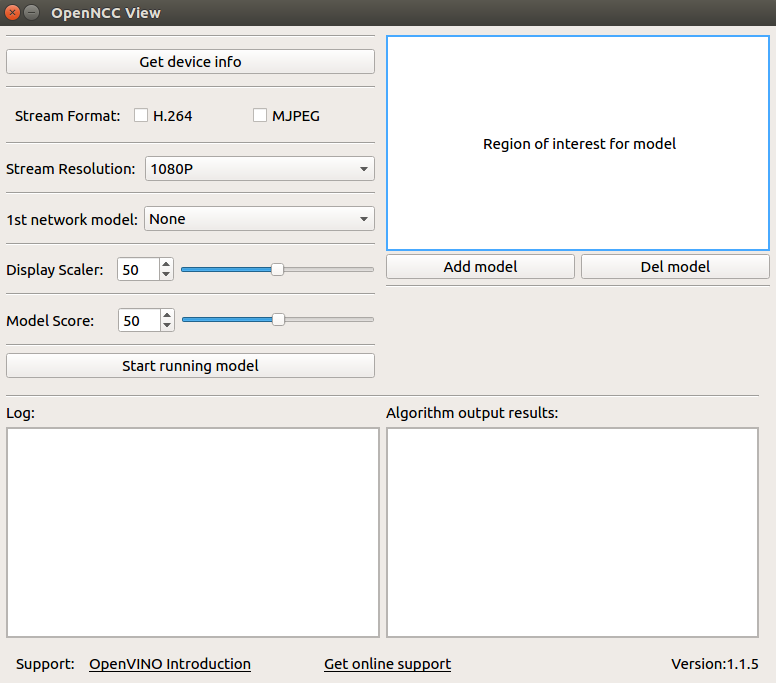 OpenNCC View
Get device info
Stream Format: H.264 MJPEG
Stream Resolution: 1080P
1st network model: None
Display Scaler: 50
Model Score: 50
Start running model
Region of interest for model
Add model Del model
Log:
Algorithm output results:
Support: OpenVINO Introduction Get online support Version:1.1.5